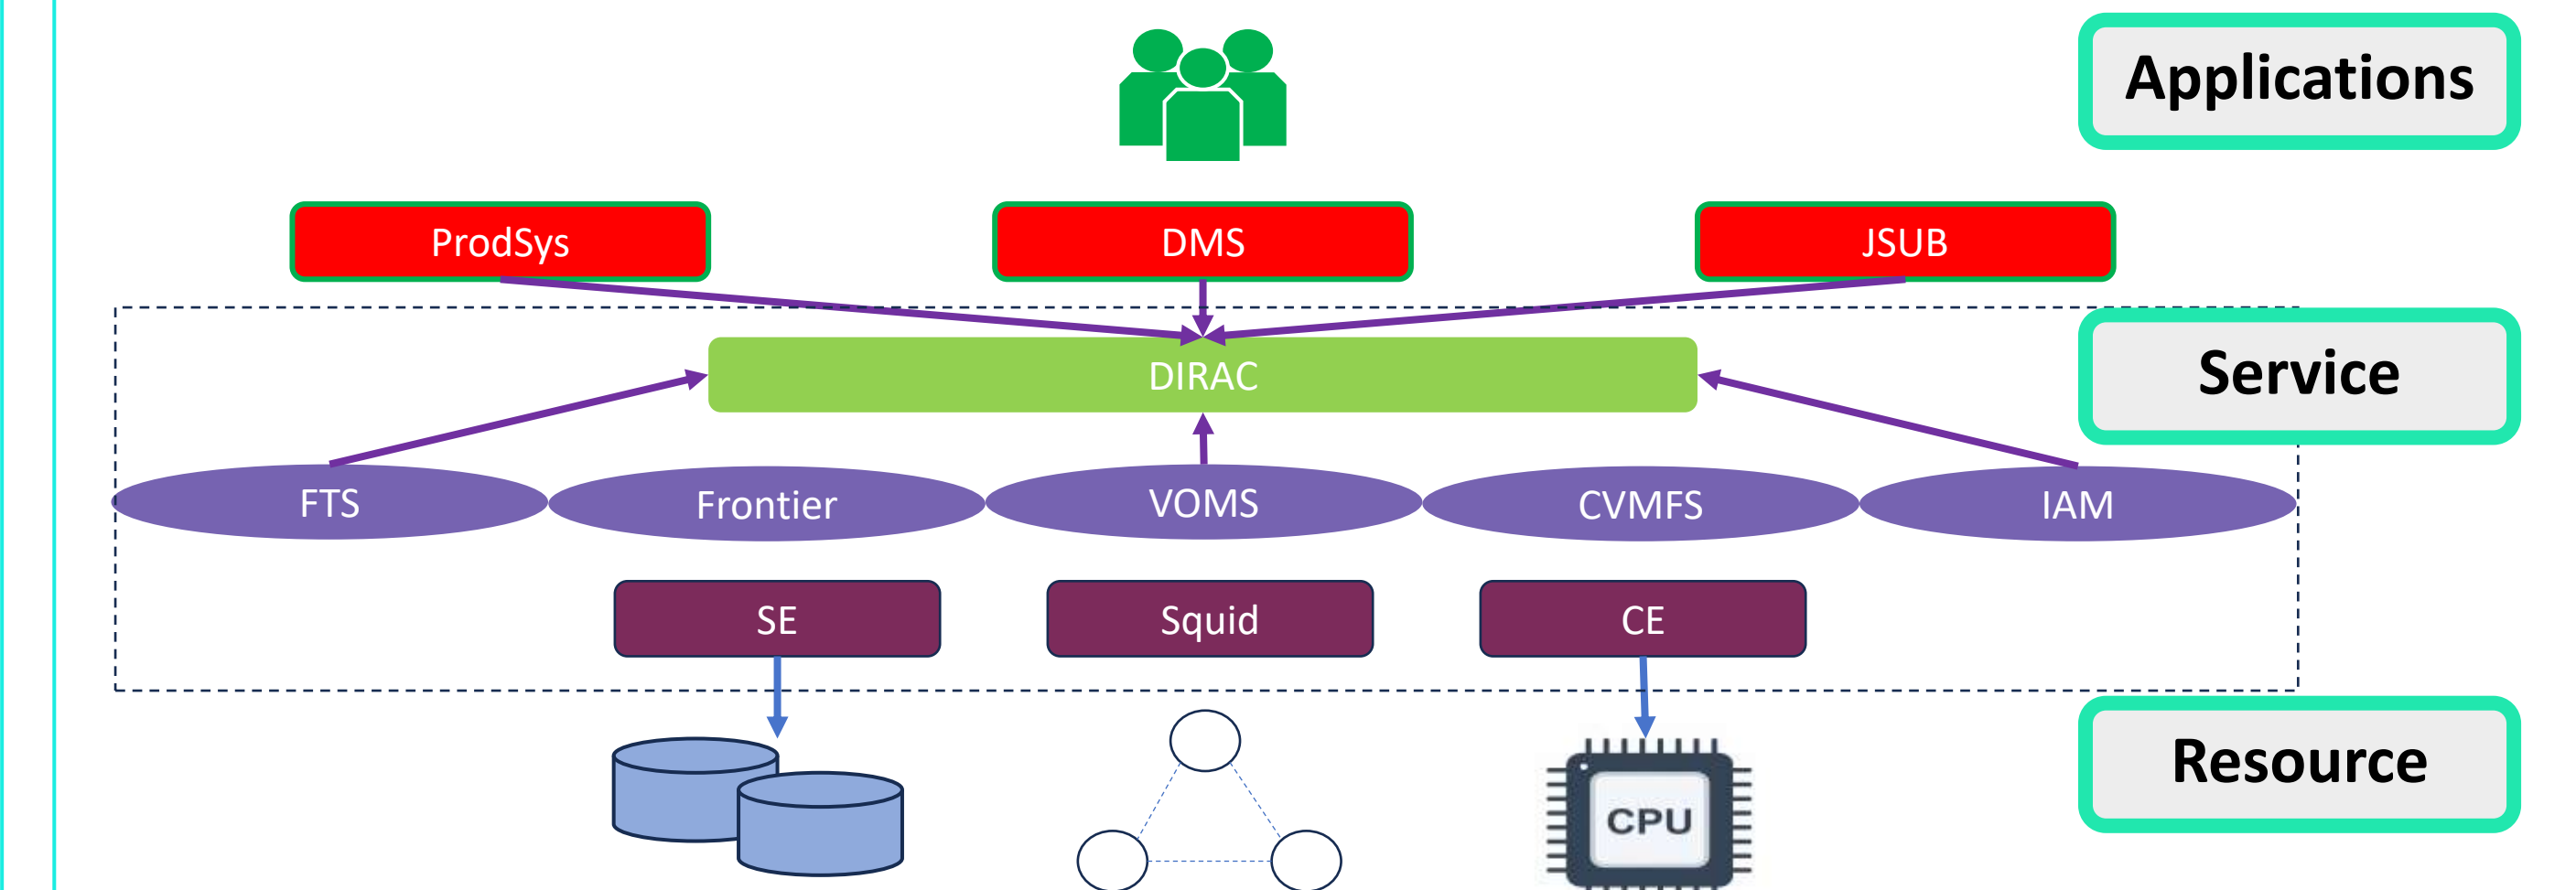 Applications
ProdSys
DMS
JSUB
DIRAC
Service
FTS
Frontier
VOMS
CVMFS
IAM
SE
Squid
CE
Resource
CPU